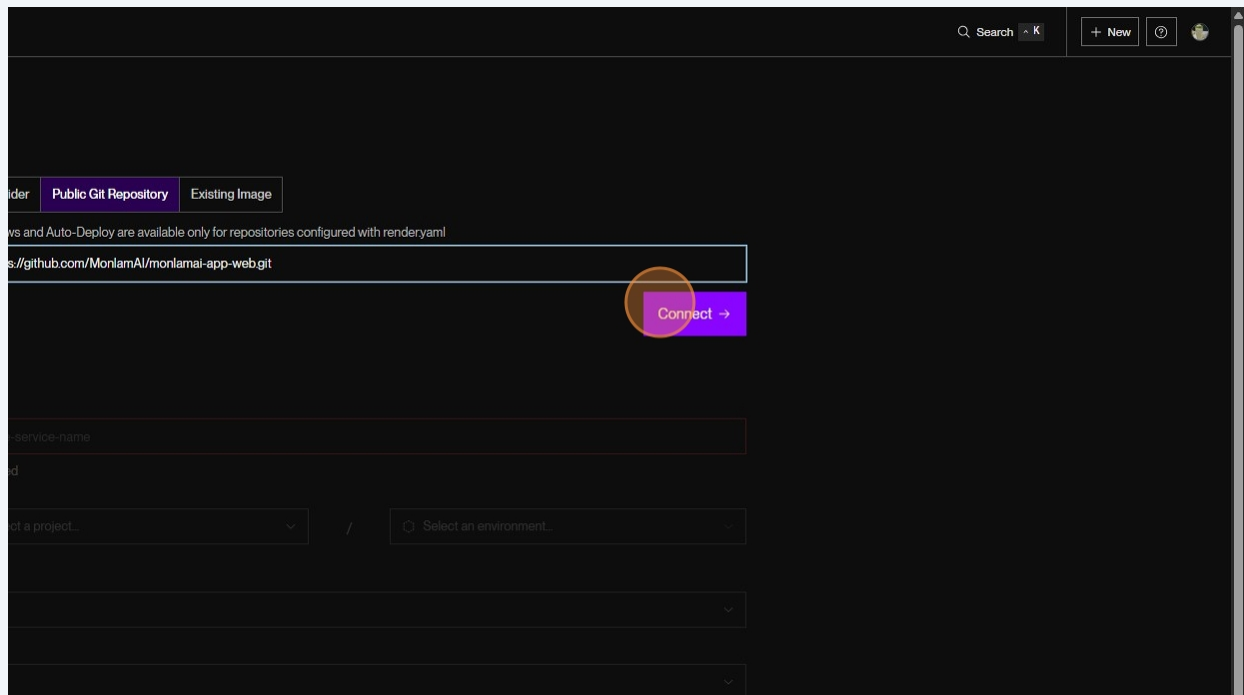 Search ^ K
+ New
ider Public Git Repository Existing Image
ws and Auto-Deploy are available only for repositories configured with render.yaml
s://github.com/MonlamAI/monlamai-app-web.git
Connect →
-service-name
ed
ct a project... / Select an environment...